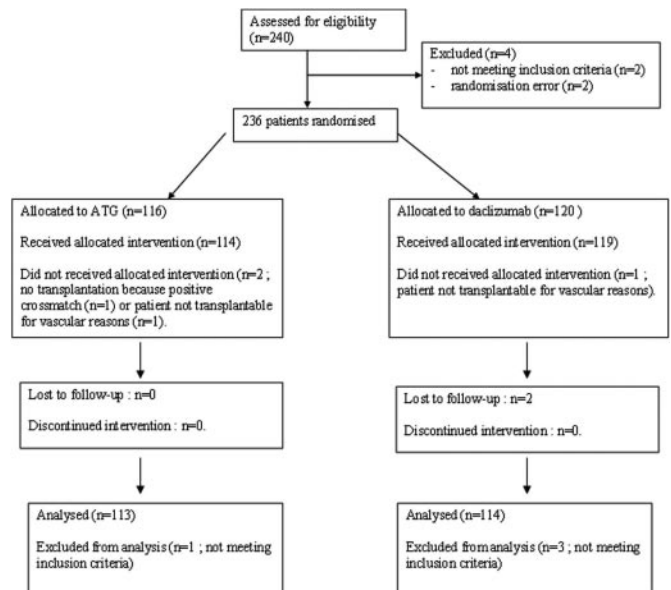 Assessed for eligibility
(n=240)
Excluded (n=4)
- not meeting inclusion criteria (n=2)
- randomisation error (n=2)
236 patients randomised
Allocated to ATG (n=116)
Received allocated intervention (n=114)
Did not received allocated intervention (n=2 ;
no transplantation because positive
crossmatch (n=1) or patient not transplantable
for vascular reasons (n=1).
Allocated to daclizumab (n=120 )
Received allocated intervention (n=119)
Did not received allocated intervention (n=1 ;
patient not transplantable for vascular reasons).
Lost to follow-up : n=0
Discontinued intervention : n=0.
Lost to follow-up : n=2
Discontinued intervention : n=0.
Analysed (n=113)
Excluded from analysis (n=1 ; not meeting
inclusion criteria)
Analysed (n=114)
Excluded from analysis (n=3 ; not meeting
inclusion criteria)